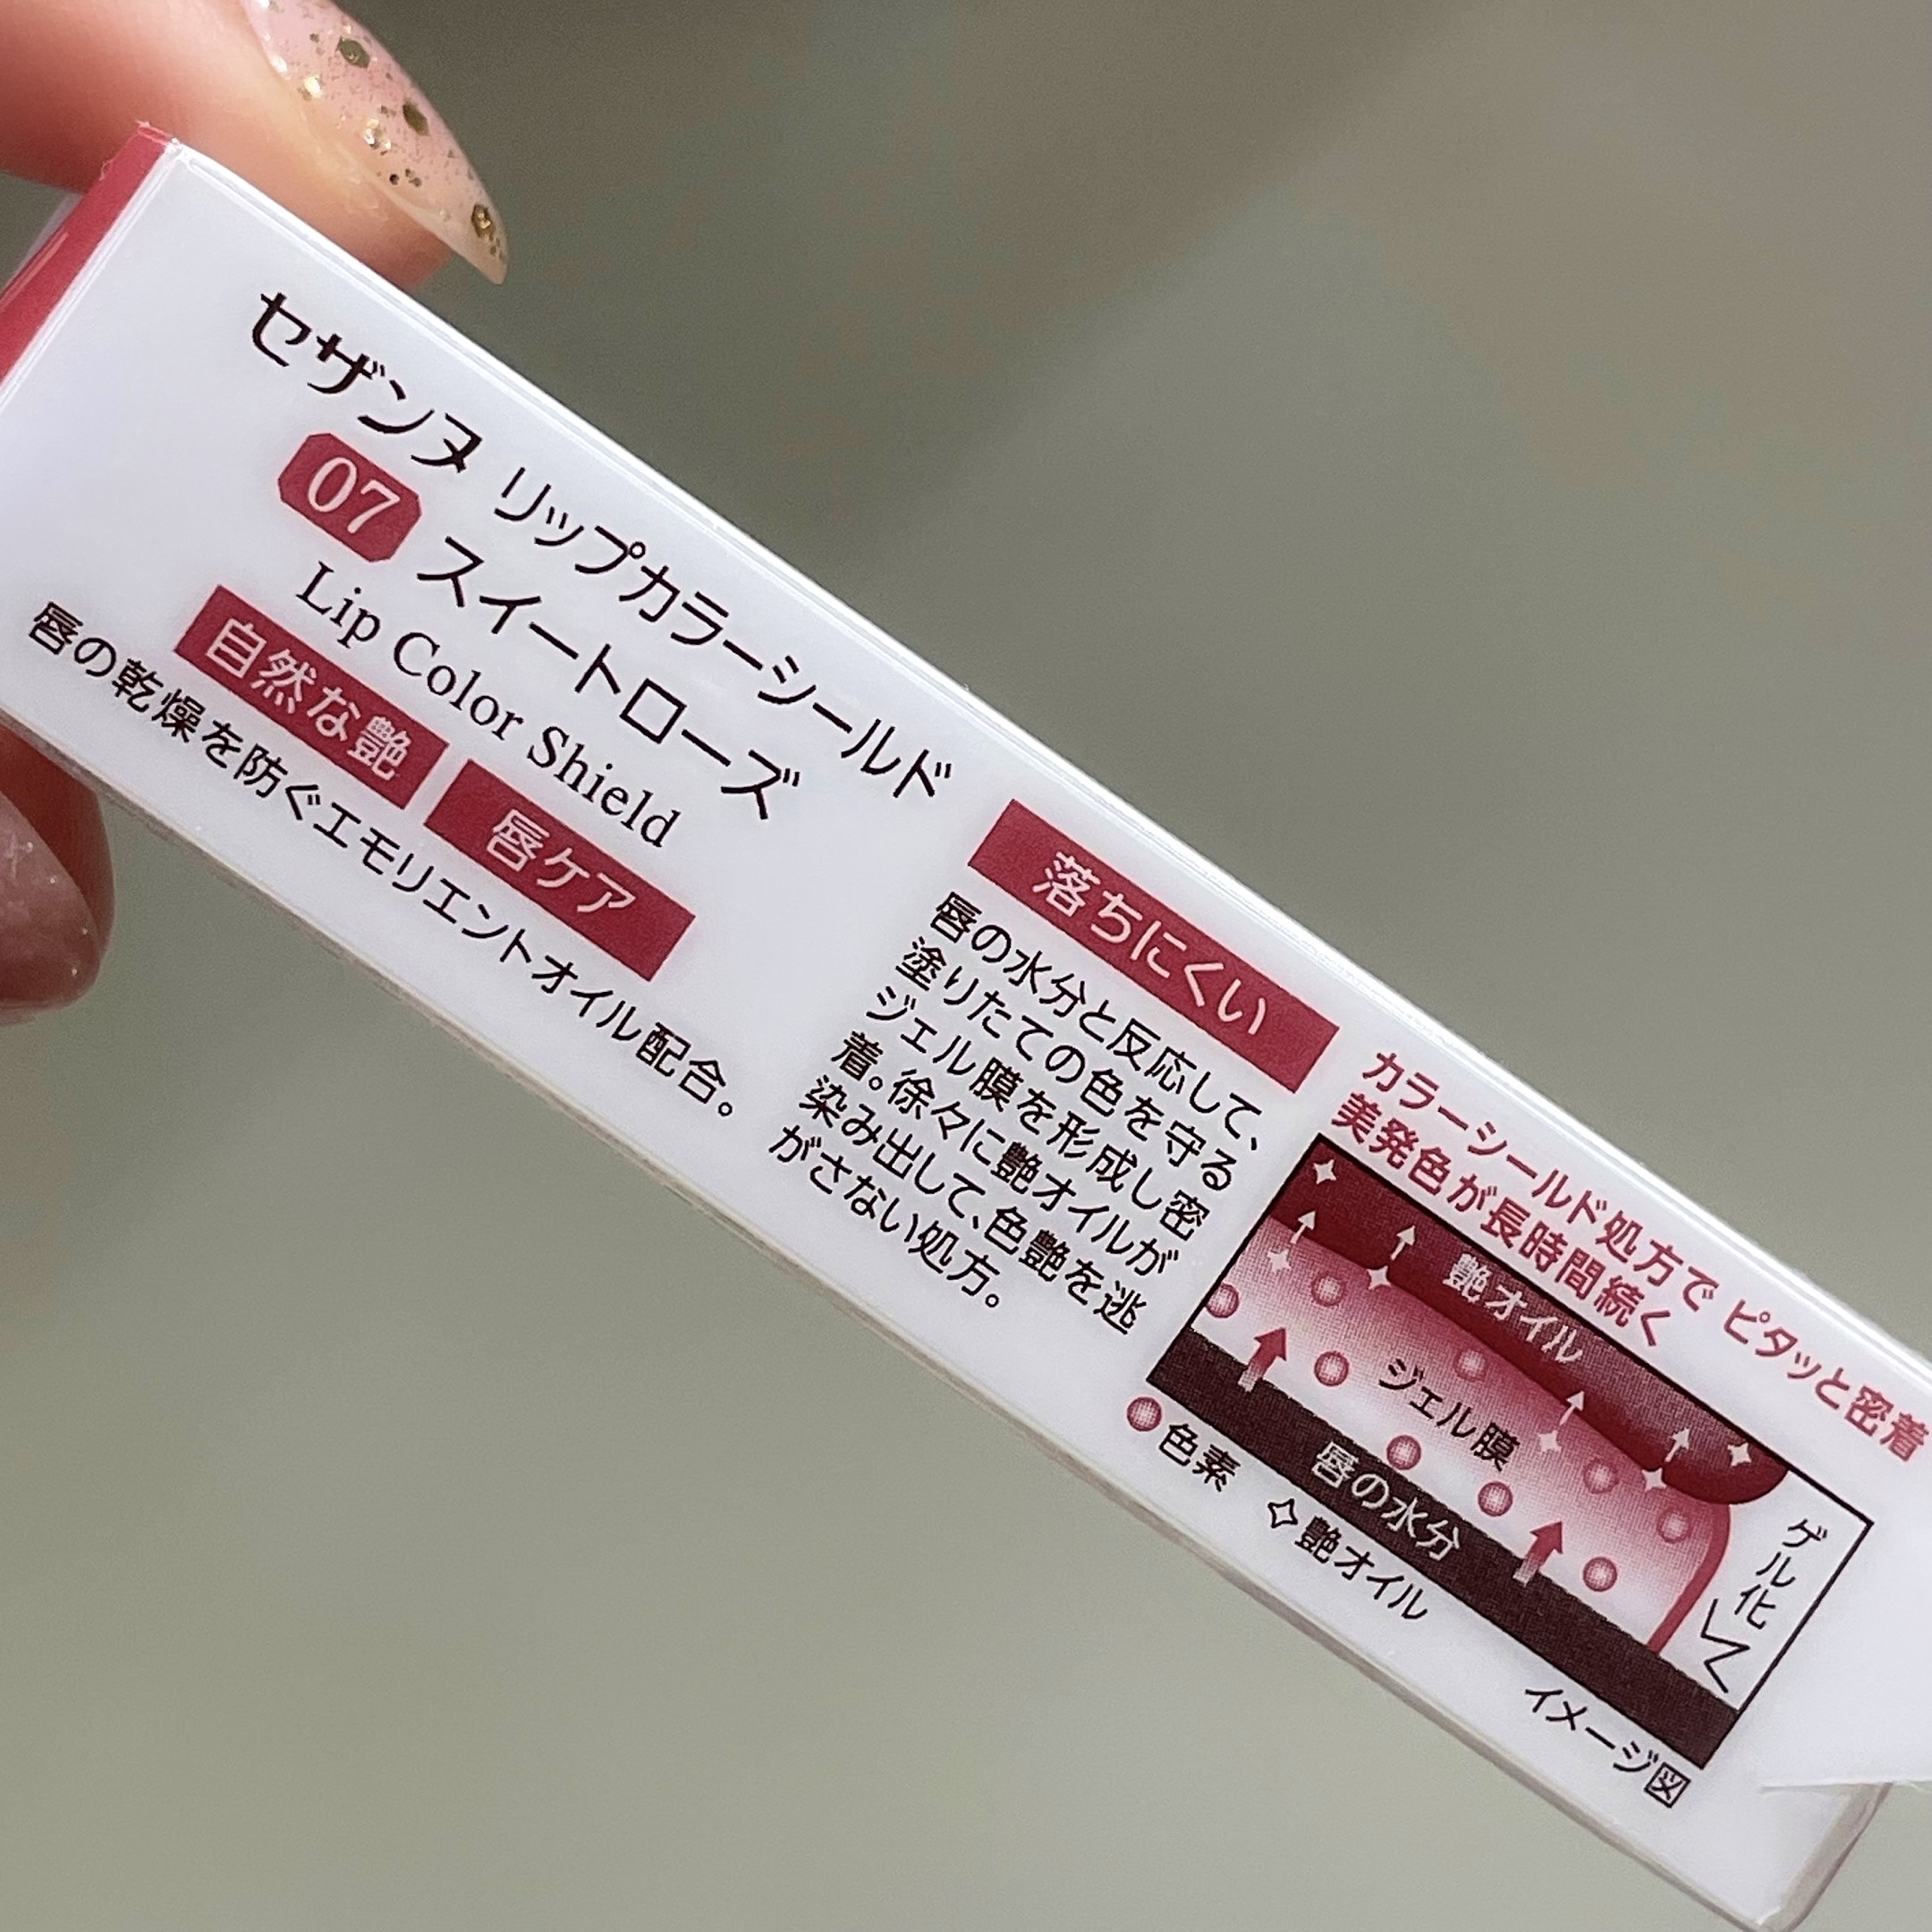 セザンヌ リップカラーシールド
07 スイートローズ
Lip Color Shield
自然な艶 唇ケア
唇の乾燥を防ぐエモリエントオイル配合。
落ちにくい
唇の水分と反応して、
塗りたての色を守る
ジェル膜を形成し密
着。徐々に艶オイルが
染み出して、色艶を逃
がさない処方。
カラーシールド処方で ピタッと密着
美発色が長時間続く
艶オイル
ジェル膜
唇の水分
ゲル化
色素 艶オイル
イメージ図